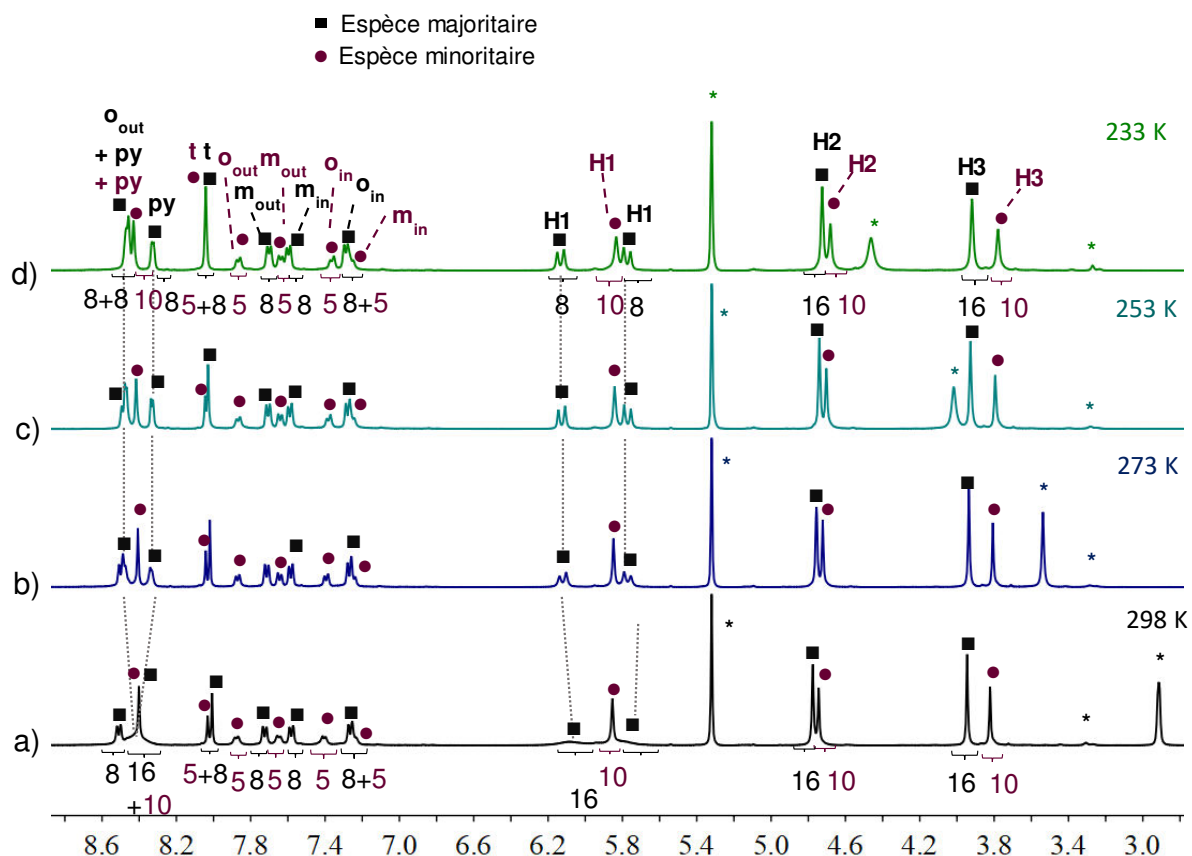 Espèce majoritaire
Espèce minoritaire
233 K
o out
+ py
+ py
py
t t
o out
m out
m out
m in
o in
o in
m in
H1
H1
H1
H2
H2
H3
H3
*
*
*
d)
8+8 10 8 5+8 5 8 5 8 5 8+5 8 10 8 16 10 16 10
253 K
*
*
*
c)
273 K
*
*
*
b)
298 K
*
*
*
a)
8 16 5+8 5 8 5 8 5 8+5 16 10 16 10 16 10
+10
8.6 8.2 7.8 7.4 7.0 6.6 6.2 5.8 5.4 5.0 4.6 4.2 3.8 3.4 3.0